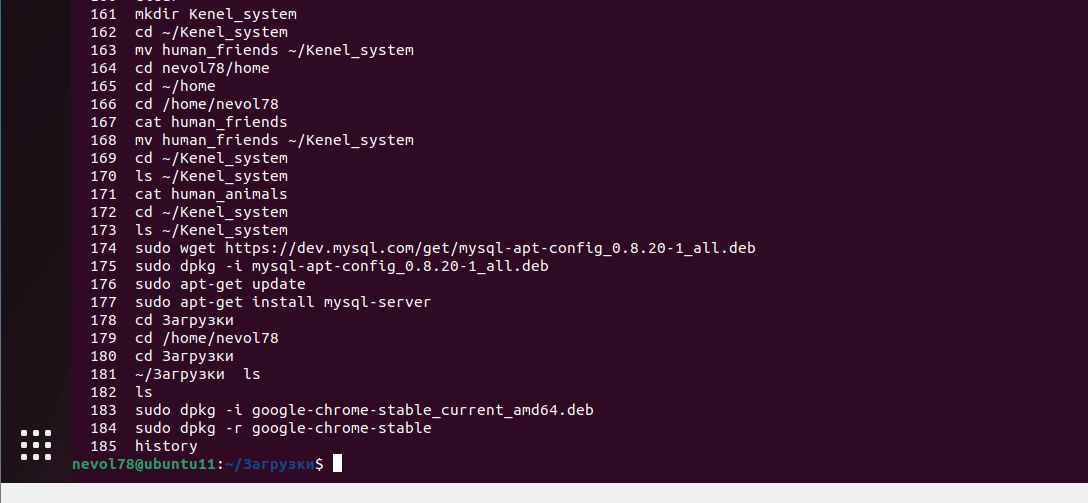 161 mkdir Kenel_system
162 cd ~/Kenel_system
163 mv human_friends ~/Kenel_system
164 cd nevol78/home
165 cd ~/home
166 cd /home/nevol78
167 cat human_friends
168 mv human_friends ~/Kenel_system
169 cd ~/Kenel_system
170 ls ~/Kenel_system
171 cat human_animals
172 cd ~/Kenel_system
173 ls ~/Kenel_system
174 sudo wget https://dev.mysql.com/get/mysql-apt-config_0.8.20-1_all.deb
175 sudo dpkg -i mysql-apt-config_0.8.20-1_all.deb
176 sudo apt-get update
177 sudo apt-get install mysql-server
178 cd Загрузки
179 cd /home/nevol78
180 cd Загрузки
181 ~/Загрузки  ls
182 ls
183 sudo dpkg -i google-chrome-stable_current_amd64.deb
184 sudo dpkg -r google-chrome-stable
185 history
nevol78@ubuntu11:~/Загрузки$